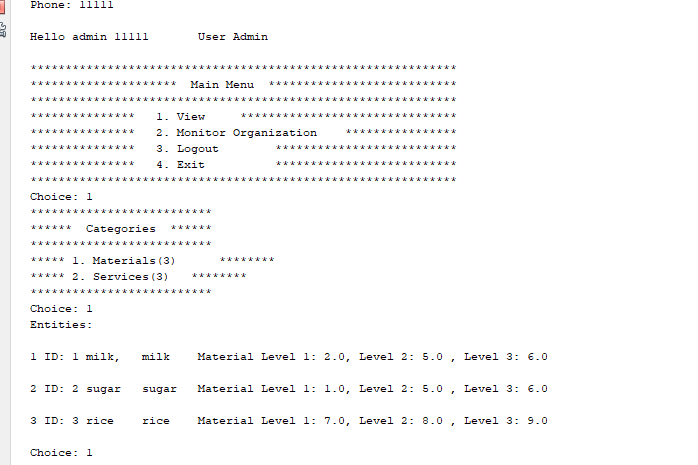 Phone: 11111
Hello admin 11111 User Admin
*************************************************************
********************* Main Menu ***************************
*************************************************************
*************** 1. View *******************************
*************** 2. Monitor Organization ****************
*************** 3. Logout **************************
*************** 4. Exit **************************
*************************************************************
Choice: 1
**************************
****** Categories ******
**************************
***** 1. Materials(3) ********
***** 2. Services(3) ********
**************************
Choice: 1
Entities:
1 ID: 1 milk, milk Material Level 1: 2.0, Level 2: 5.0 , Level 3: 6.0
2 ID: 2 sugar sugar Material Level 1: 1.0, Level 2: 5.0 , Level 3: 6.0
3 ID: 3 rice rice Material Level 1: 7.0, Level 2: 8.0 , Level 3: 9.0
Choice: 1